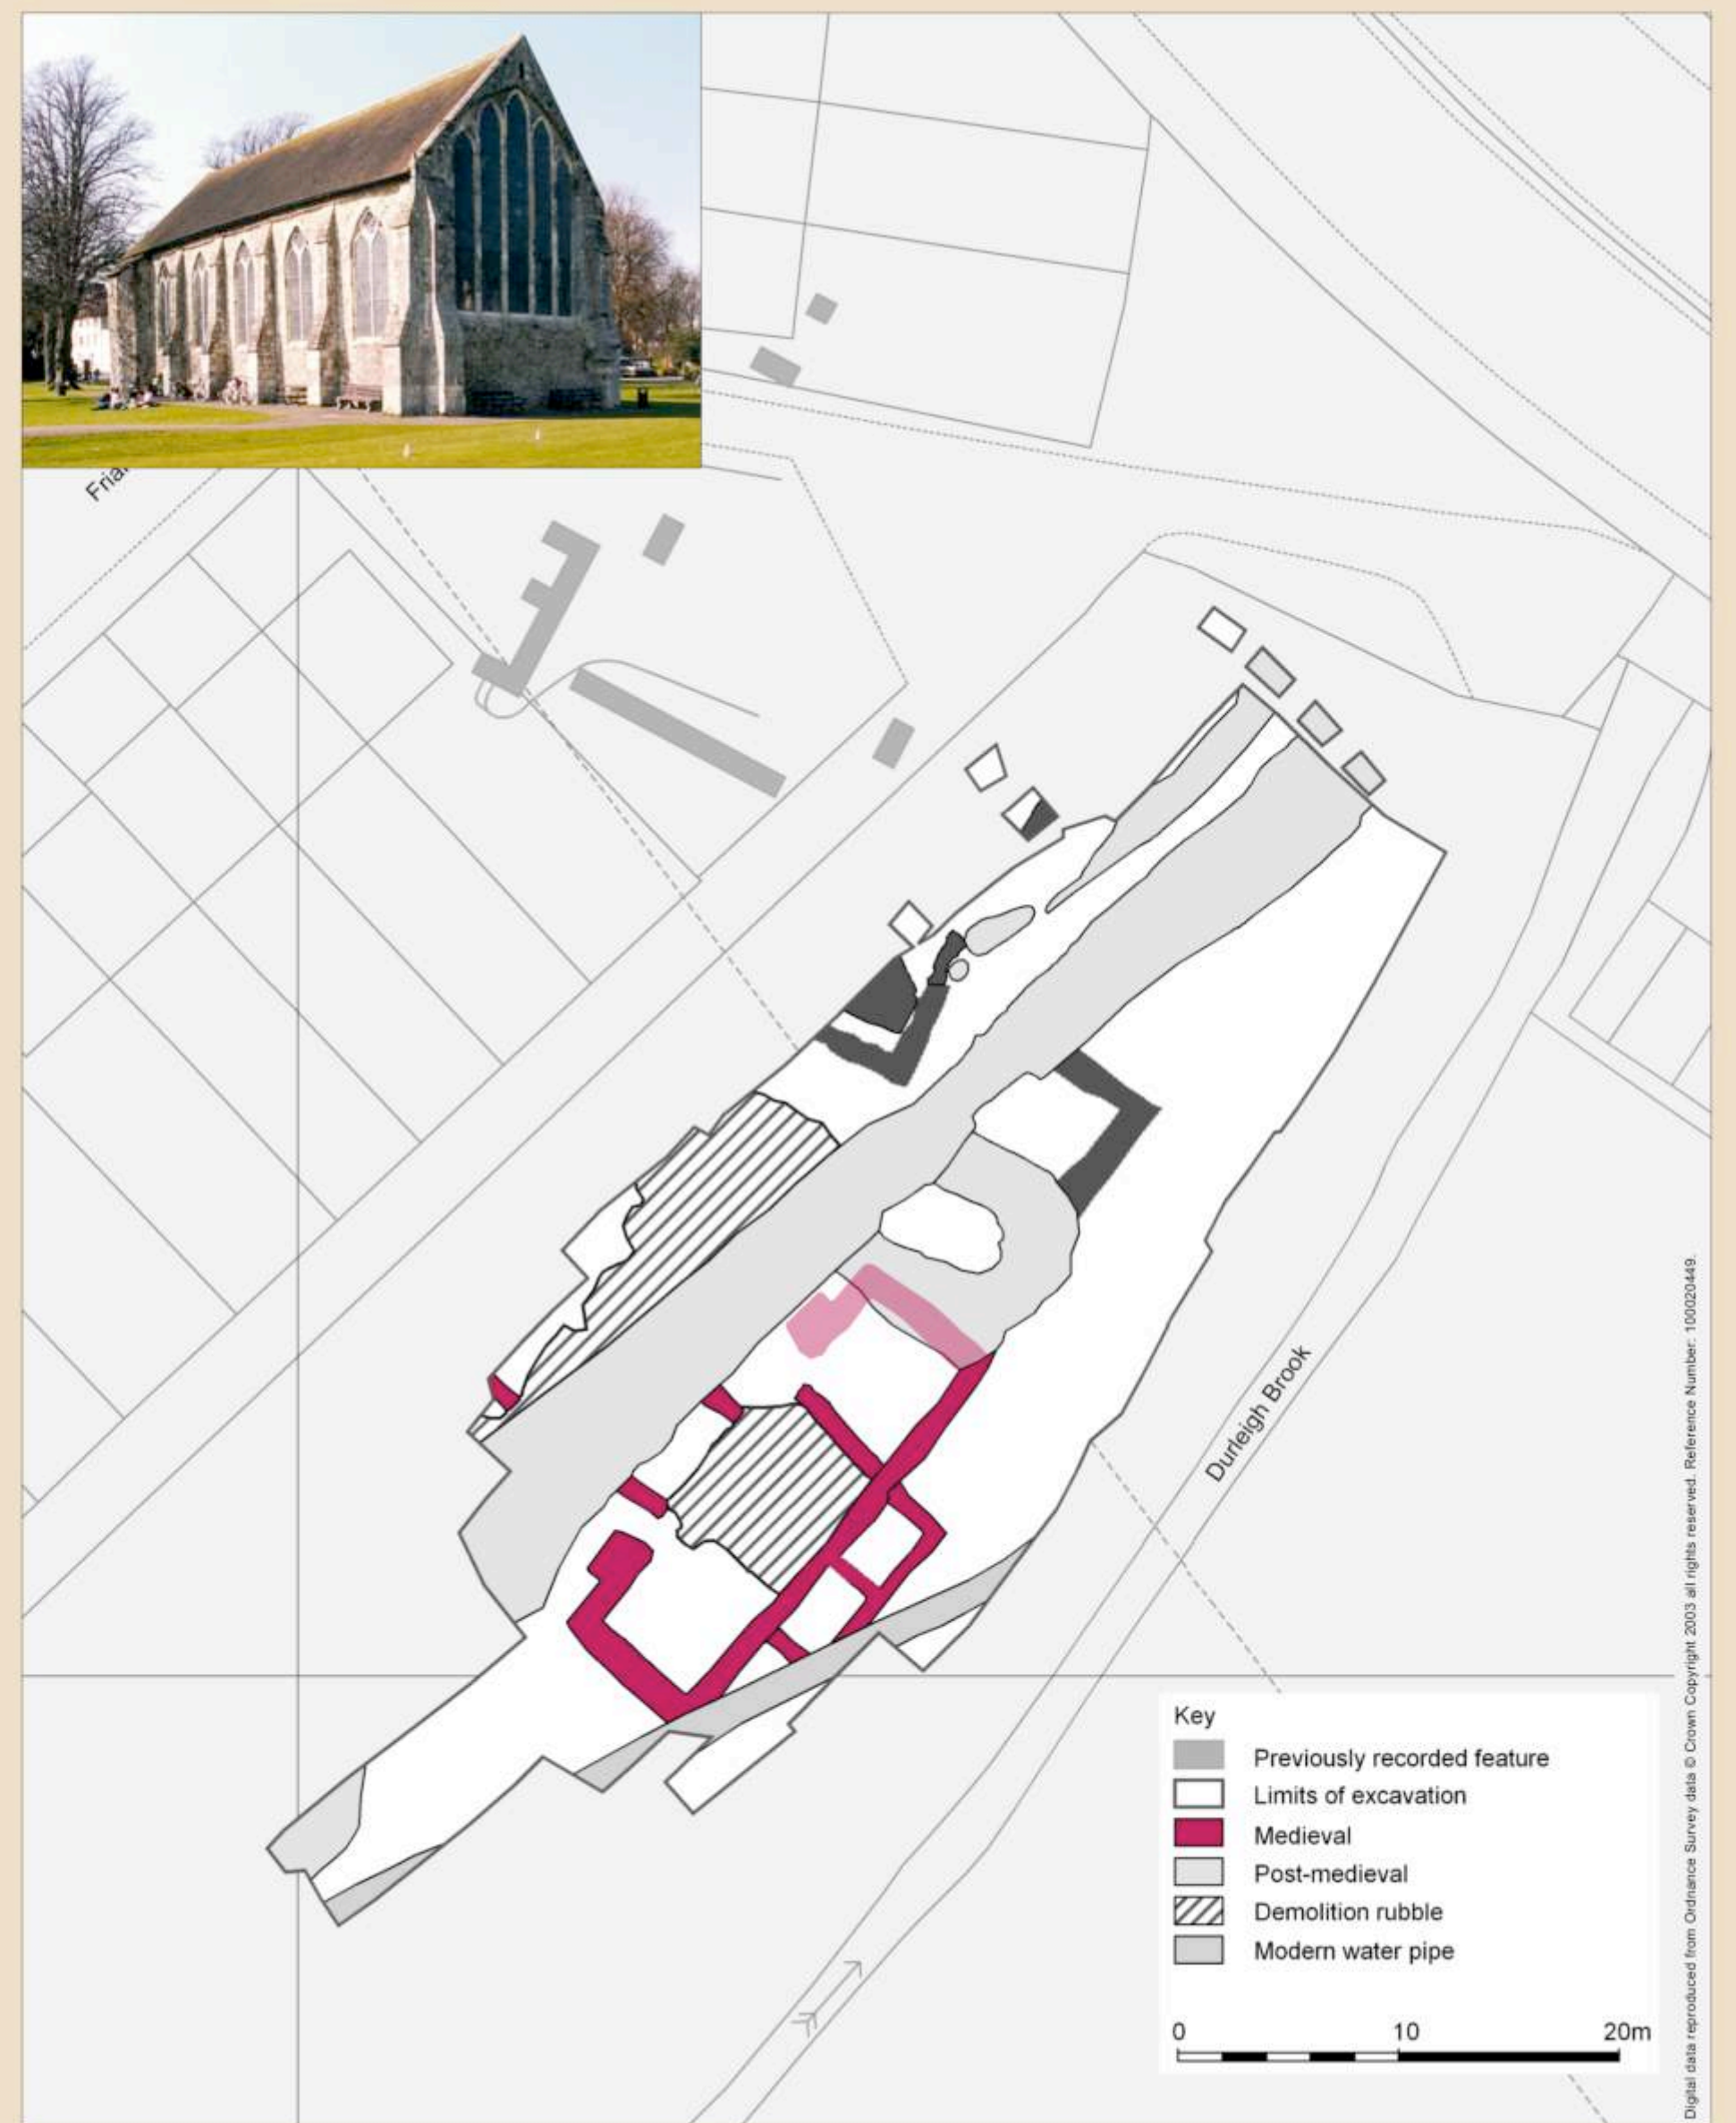 Friar
Durleigh Brook
Key
Previously recorded feature
Limits of excavation
Medieval
Post-medieval
Demolition rubble
Modern water pipe
0 10 20m
Digital data reproduced from Ordnance Survey data © Crown Copyright 2003 all rights reserved. Reference Number: 100020449.